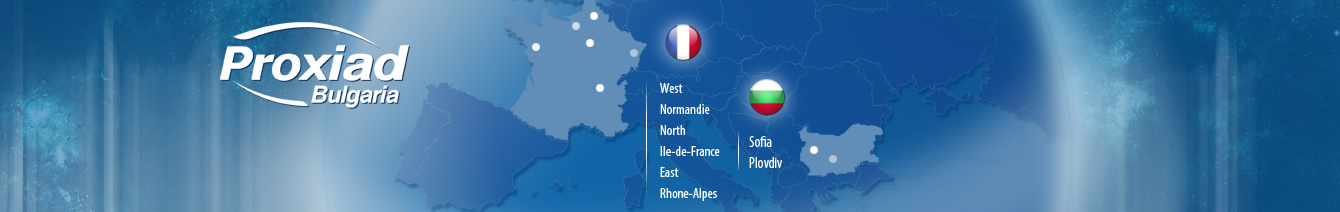 Proxiad
Bulgaria
West
Normandie
North
Ile-de-France
East
Rhone-Alpes
Sofia
Plovdiv